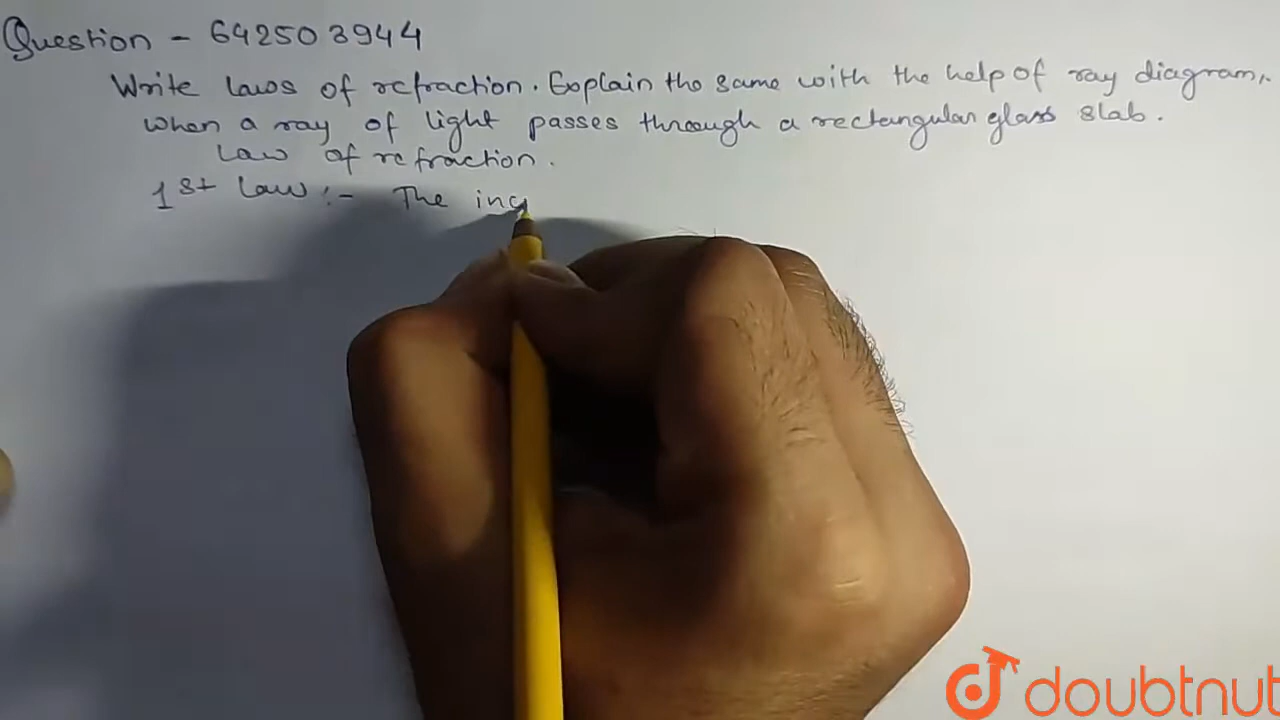 Question - 642503944
Write laws of refraction. Explain the same with the help of ray diagram,
when a ray of light passes through a rectangular glass slab.
Law of refraction.
1st law :- The inc
doubtnut